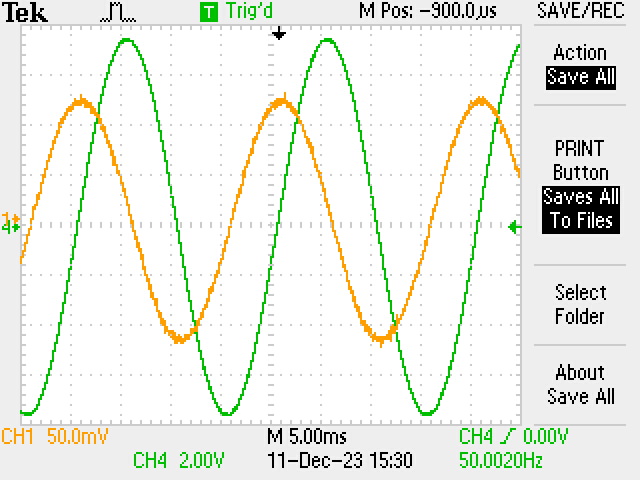 Tek
T Trig'd
M Pos: -900.0µs
SAVE/REC
Action
Save All
PRINT
Button
Saves All
To Files
Select
Folder
About
Save All
1
4
CH1 50.0mV
M 5.00ms
CH4 0.00V
CH4 2.00V
11-Dec-23 15:30
50.0020Hz